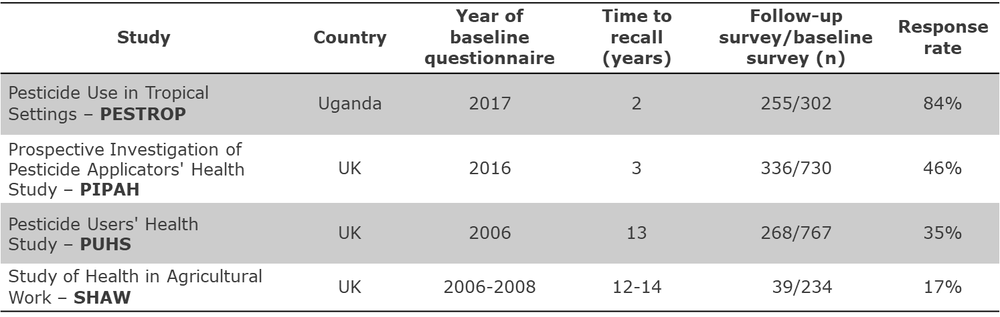 Study Country Year of baseline questionnaire Time to recall (years) Follow-up survey/baseline survey (n) Response rate
Pesticide Use in Tropical
Settings – PESTROP Uganda 2017 2 255/302 84%
Prospective Investigation of
Pesticide Applicators' Health
Study – PIPAH UK 2016 3 336/730 46%
Pesticide Users' Health
Study – PUHS UK 2006 13 268/767 35%
Study of Health in Agricultural
Work – SHAW UK 2006-2008 12-14 39/234 17%